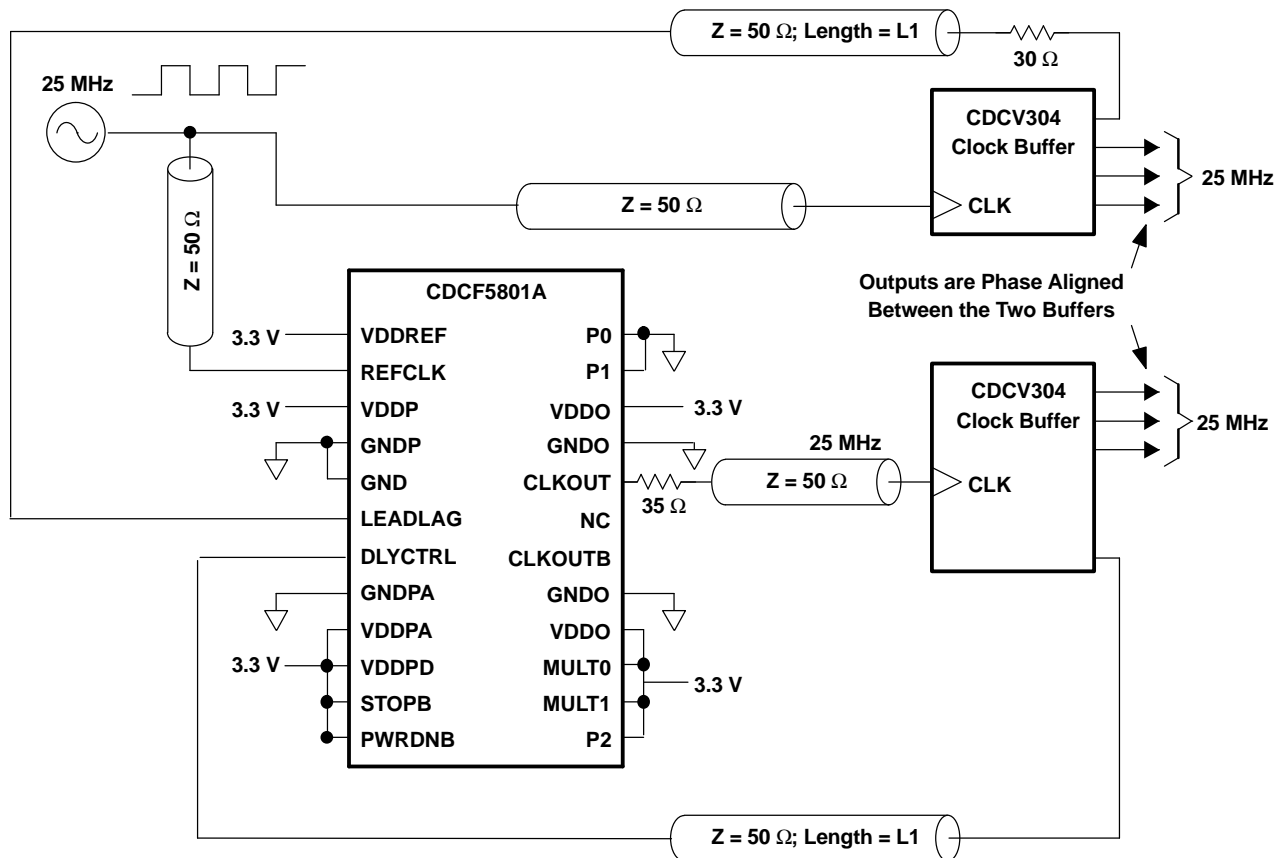 Z = 50 Ω; Length = L1
30 Ω
25 MHz
CDCV304
Clock Buffer
CLK
25 MHz
Z = 50 Ω
Z = 50 Ω
Outputs are Phase Aligned
Between the Two Buffers
CDCF5801A
3.3 V
VDDREF
REFCLK
3.3 V
VDDP
GNDP
GND
LEADLAG
DLYCTRL
GNDPA
VDDPA
3.3 V
VDDPD
STOPB
PWRDNB
P0
P1
VDDO
3.3 V
GNDO
CLKOUT
NC
CLKOUTB
GNDO
VDDO
MULT0
3.3 V
MULT1
P2
35 Ω
25 MHz
Z = 50 Ω
CDCV304
Clock Buffer
CLK
25 MHz
Z = 50 Ω; Length = L1